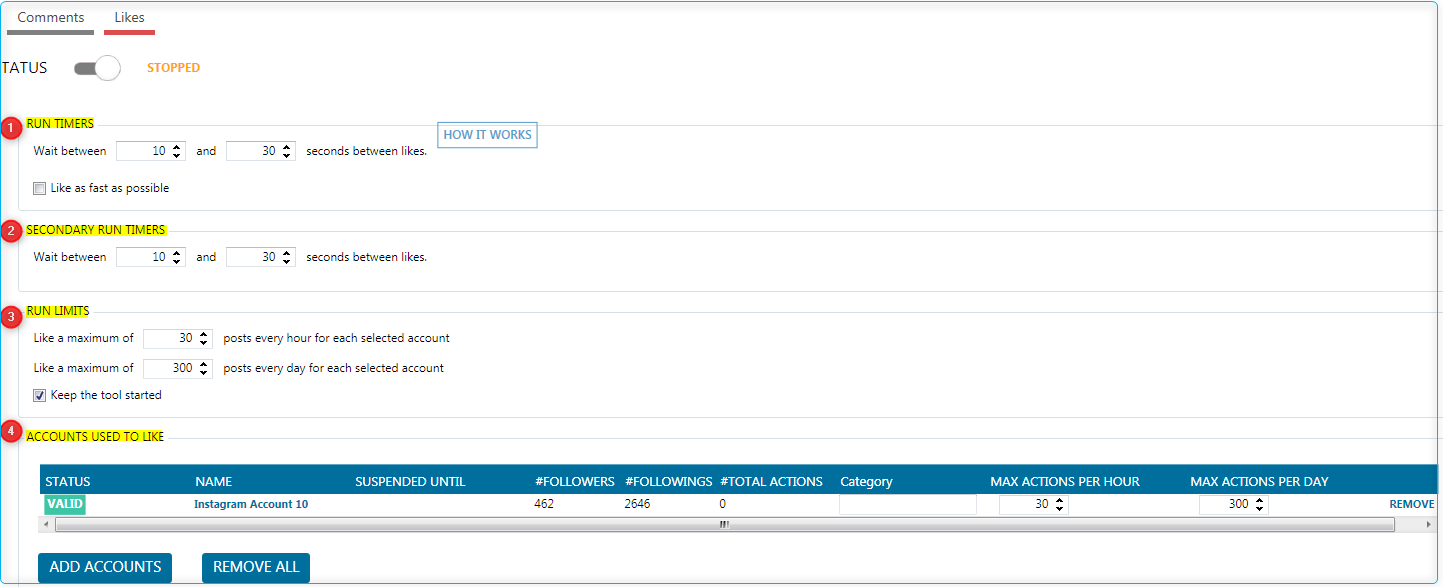 Comments Likes
TATUS STOPPED
1 RUN TIMERS
HOW IT WORKS
Wait between 10 and 30 seconds between likes.
Like as fast as possible
2 SECONDARY RUN TIMERS
Wait between 10 and 30 seconds between likes.
3 RUN LIMITS
Like a maximum of 30 posts every hour for each selected account
Like a maximum of 300 posts every day for each selected account
Keep the tool started
4 ACCOUNTS USED TO LIKE
STATUS NAME SUSPENDED UNTIL #FOLLOWERS #FOLLOWINGS #TOTAL ACTIONS Category MAX ACTIONS PER HOUR MAX ACTIONS PER DAY
VALID Instagram Account 10 462 2646 0 30 300 REMOVE
ADD ACCOUNTS REMOVE ALL